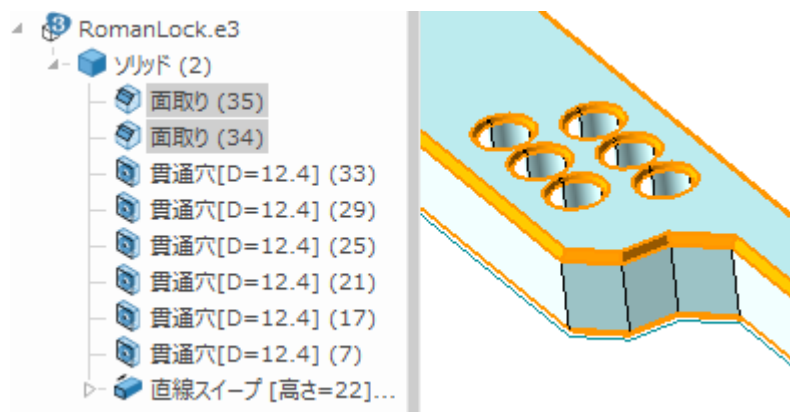 RomanLock.e3
ソリッド (2)
面取り (35)
面取り (34)
貫通穴[D=12.4] (33)
貫通穴[D=12.4] (29)
貫通穴[D=12.4] (25)
貫通穴[D=12.4] (21)
貫通穴[D=12.4] (17)
貫通穴[D=12.4] (7)
直線スイープ [高さ=22]...